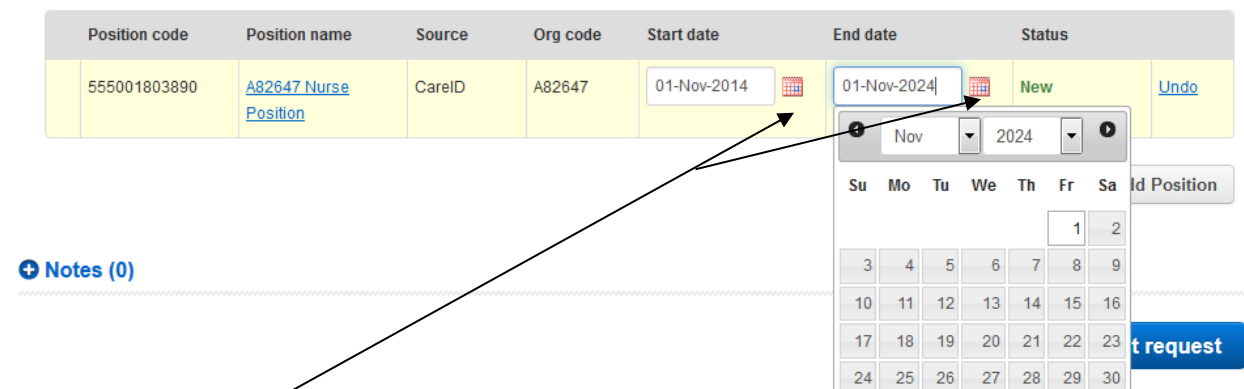 Position code Position name Source Org code Start date End date Status
555001803890 A82647 Nurse CareID A82647 01-Nov-2014 01-Nov-2024 New Undo
Position
Nov 2024
Su Mo Tu We Th Fr Sa ld Position
1 2
Notes (0) 3 4 5 6 7 8 9
10 11 12 13 14 15 16
17 18 19 20 21 22 23 t request
24 25 26 27 28 29 30